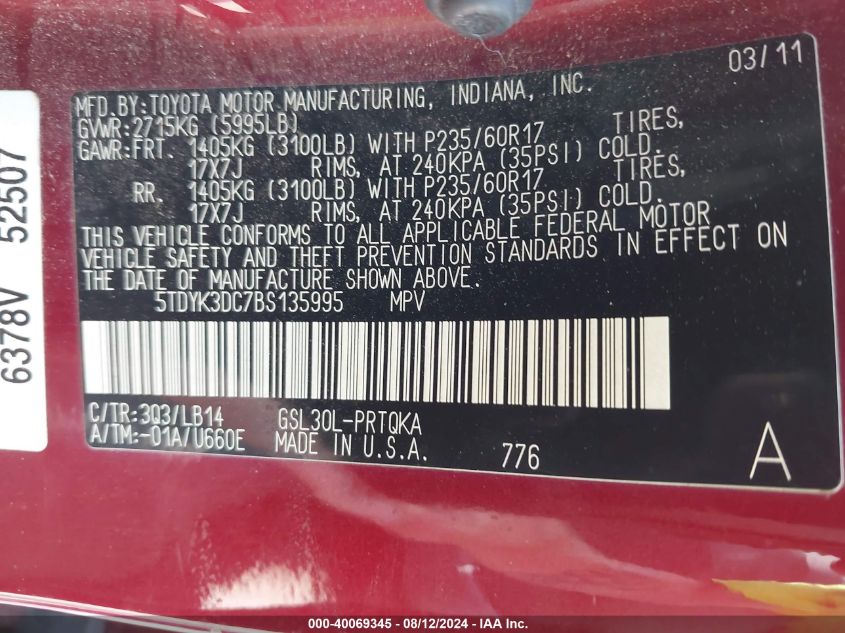 03/11
MFD.BY:TOYOTA MOTOR MANUFACTURING, INDIANA, INC.
GVWR:2715KG (5995LB)
GAWR:FRT. 1405KG (3100LB) WITH P235/60R17 TIRES,
17X7J RIMS, AT 240KPA (35PSI) COLD.
RR. 1405KG (3100LB) WITH P235/60R17 TIRES,
17X7J RIMS, AT 240KPA (35PSI) COLD.
THIS VEHICLE CONFORMS TO ALL APPLICABLE FEDERAL MOTOR
VEHICLE SAFETY AND THEFT PREVENTION STANDARDS IN EFFECT ON
THE DATE OF MANUFACTURE SHOWN ABOVE.
5TDYK3DC7BS135995 MPV
C/TR:3Q3/LB14 GSL30L-PRTQKA
A/TM:-01A/U660E MADE IN U.S.A. 776 A
6378V 52507
000-40069345 - 08/12/2024 - IAA Inc.